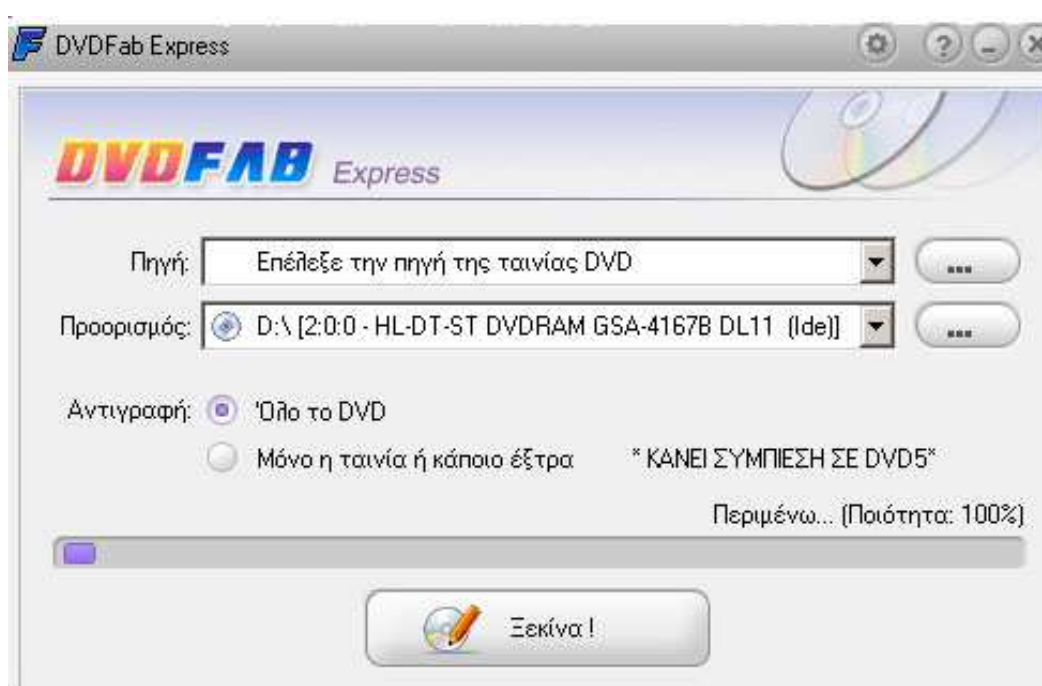 DVDFab Express
DVDFAB Express
Πηγή: Επέλεξε την πηγή της ταινίας DVD ...
Προορισμός: D:\ [2:0:0 - HL-DT-ST DVDRAM GSA-4167B DL11 (Ide)] ...
Αντιγραφή: Όλο το DVD
Μόνο η ταινία ή κάποιο έξτρα * ΚΑΝΕΙ ΣΥΜΠΙΕΣΗ ΣΕ DVD5*
Περιμένω... (Ποιότητα: 100%)
Ξεκίνα !